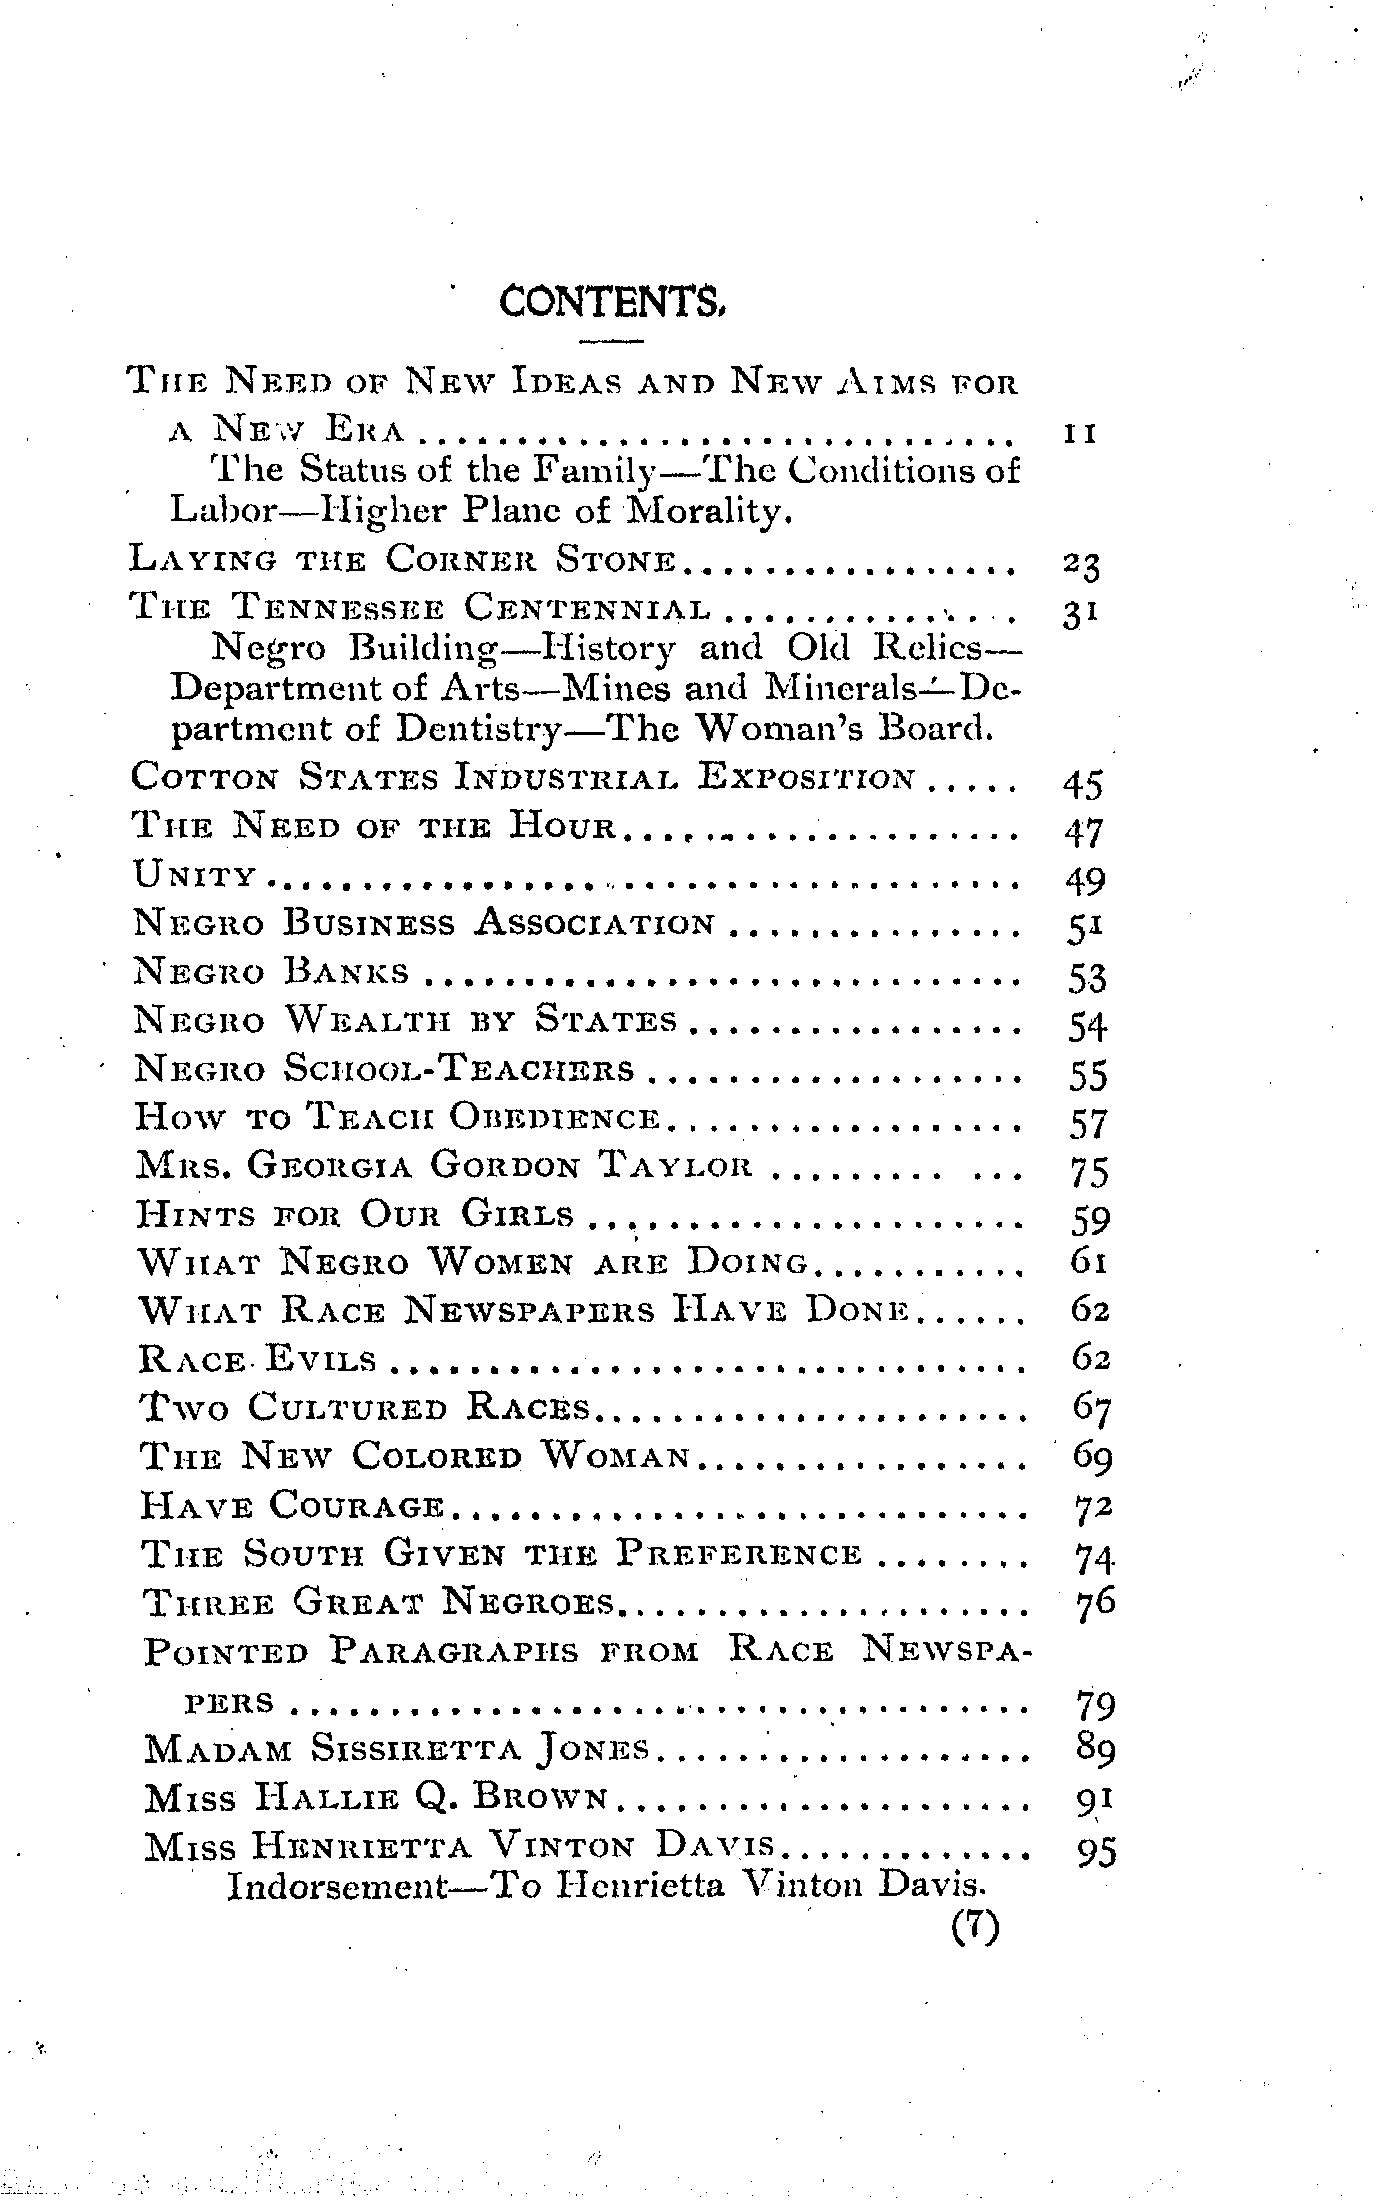 CONTENTS.
THE NEED OF NEW IDEAS AND NEW AIMS FOR
A NEW ERA .............................. 11
The Status of the Family—The Conditions of
Labor—Higher Plane of Morality.
LAYING THE CORNER STONE................. 23
THE TENNESSEE CENTENNIAL ............... 31
Negro Building—History and Old Relics—
Department of Arts—Mines and Minerals—De-
partment of Dentistry—The Woman's Board.
COTTON STATES INDUSTRIAL EXPOSITION ..... 45
THE NEED OF THE HOUR.................... 47
UNITY ...................................... 49
NEGRO BUSINESS ASSOCIATION ............... 51
NEGRO BANKS .............................. 53
NEGRO WEALTH BY STATES ................. 54
NEGRO SCHOOL-TEACHERS ................... 55
HOW TO TEACH OBEDIENCE.................. 57
MRS. GEORGIA GORDON TAYLOR ......... ... 75
HINTS FOR OUR GIRLS ...................... 59
WHAT NEGRO WOMEN ARE DOING........... 61
WHAT RACE NEWSPAPERS HAVE DONE...... 62
RACE EVILS ................................ 62
TWO CULTURED RACES...................... 67
THE NEW COLORED WOMAN................. 69
HAVE COURAGE............................. 72
THE SOUTH GIVEN THE PREFERENCE ........ 74
THREE GREAT NEGROES..................... 76
POINTED PARAGRAPHS FROM RACE NEWSPA-
PERS ..................................... 79
MADAM SISSIRETTA JONES................... 89
MISS HALLIE Q. BROWN..................... 91
MISS HENRIETTA VINTON DAVIS............. 95
Indorsement—To Henrietta Vinton Davis.
(7)